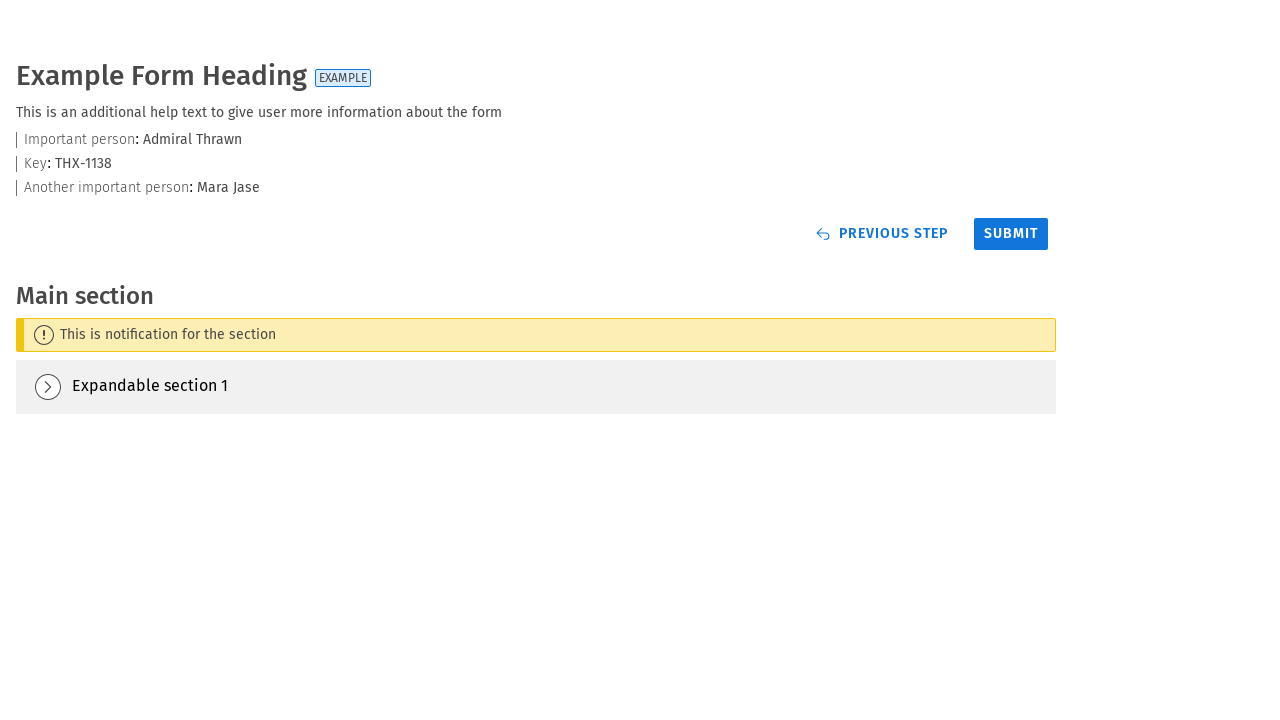 Example Form Heading EXAMPLE
This is an additional help text to give user more information about the form
Important person: Admiral Thrawn
Key: THX-1138
Another important person: Mara Jase
PREVIOUS STEP SUBMIT
Main section
This is notification for the section
Expandable section 1